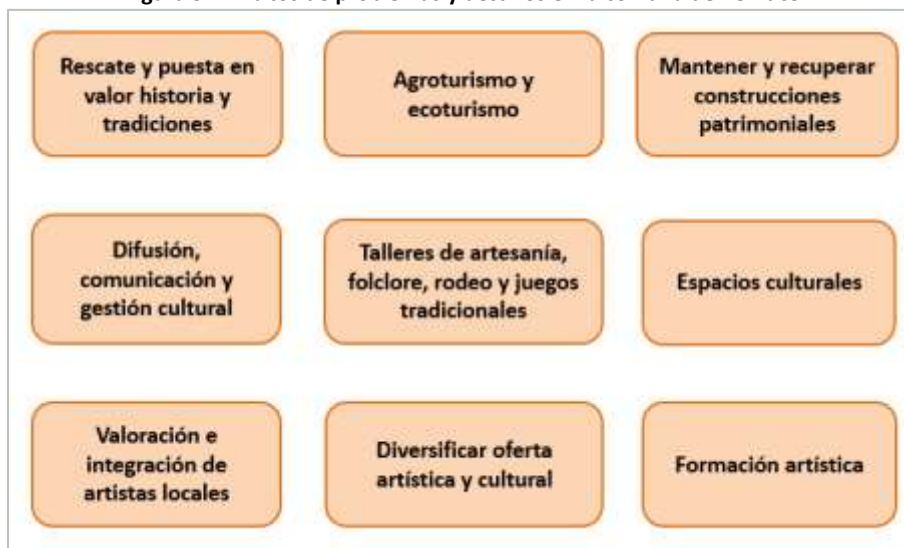 Rescate y puesta en
valor historia y
tradiciones
Agroturismo y
ecoturismo
Mantener y recuperar
construcciones
patrimoniales
Difusión,
comunicación y
gestión cultural
Talleres de artesanía,
folclore, rodeo y juegos
tradicionales
Espacios culturales
Valoración e
integración de
artistas locales
Diversificar oferta
artística y cultural
Formación artística